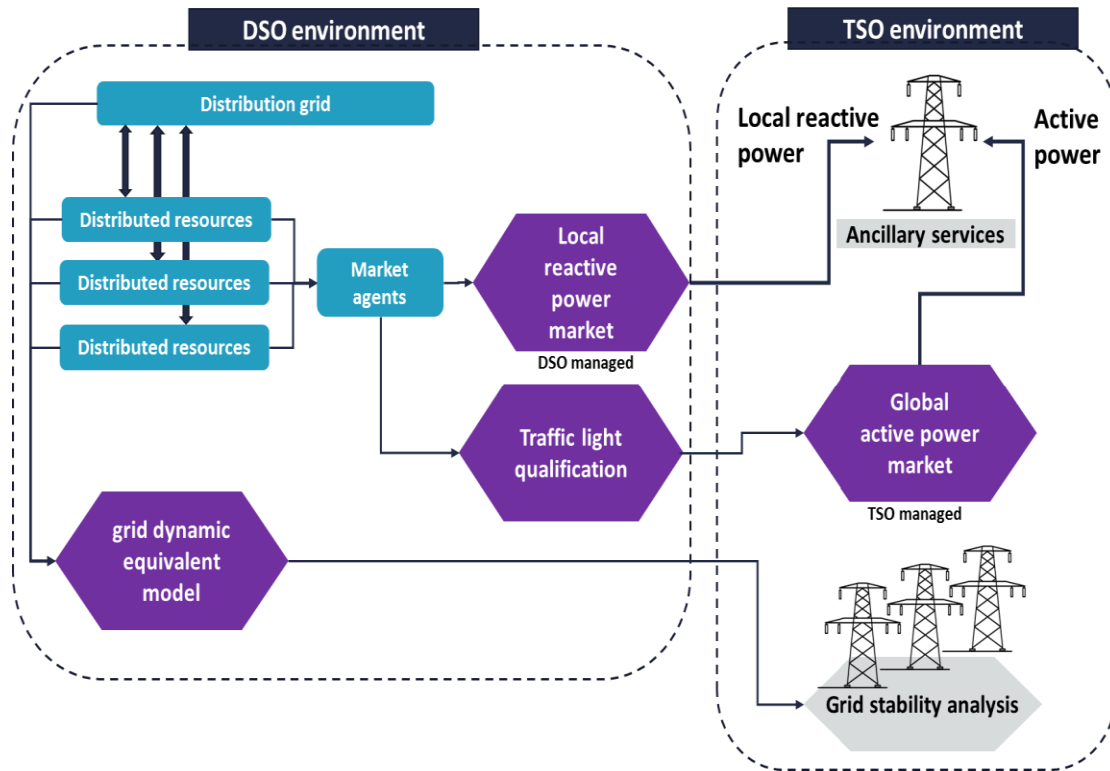 DSO environment
TSO environment
Distribution grid
Distributed resources
Distributed resources
Distributed resources
Market
agents
Local
reactive
power
market
DSO managed
Traffic light
qualification
grid dynamic
equivalent
model
Local reactive
power
Active
power
Ancillary services
Global
active power
market
TSO managed
Grid stability analysis